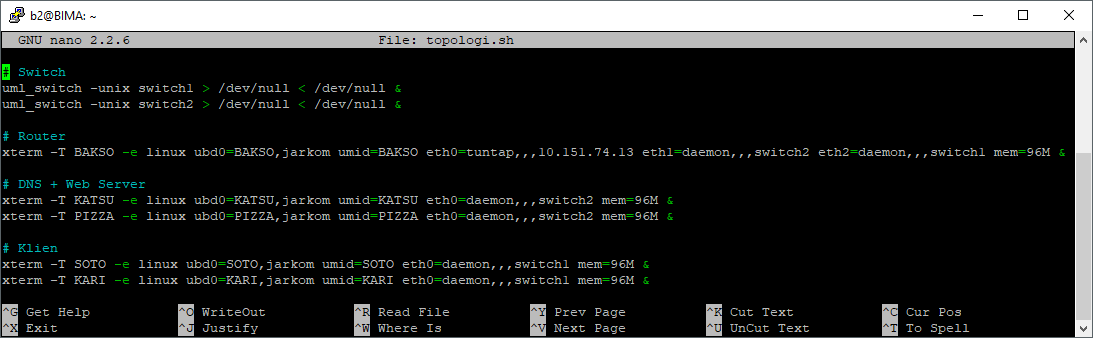 b2@BIMA: ~
GNU nano 2.2.6 File: topologi.sh
# Switch
uml_switch -unix switch1 > /dev/null < /dev/null &
uml_switch -unix switch2 > /dev/null < /dev/null &
# Router
xterm -T BAKSO -e linux ubd0=BAKSO,jarkom umid=BAKSO eth0=tuntap,,,10.151.74.13 eth1=daemon,,,switch2 eth2=daemon,,,switch1 mem=96M &
# DNS + Web Server
xterm -T KATSU -e linux ubd0=KATSU,jarkom umid=KATSU eth0=daemon,,,switch2 mem=96M &
xterm -T PIZZA -e linux ubd0=PIZZA,jarkom umid=PIZZA eth0=daemon,,,switch2 mem=96M &
# Klien
xterm -T SOTO -e linux ubd0=SOTO,jarkom umid=SOTO eth0=daemon,,,switch1 mem=96M &
xterm -T KARI -e linux ubd0=KARI,jarkom umid=KARI eth0=daemon,,,switch1 mem=96M &
^G Get Help ^O WriteOut ^R Read File ^Y Prev Page ^K Cut Text ^C Cur Pos
^X Exit ^J Justify ^W Where Is ^V Next Page ^U UnCut Text ^T To Spell